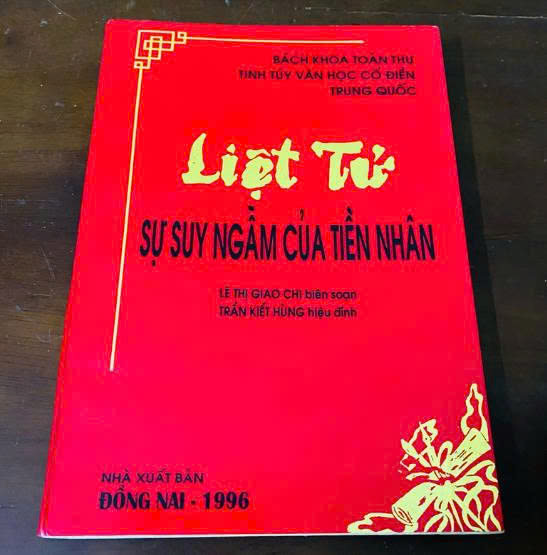 BÁCH KHOA TOÀN THƯ
TINH TÚY VĂN HỌC CỔ ĐIỂN
TRUNG QUỐC
Liệt Tử
SỰ SUY NGẪM CỦA TIỀN NHÂN
LÊ THỊ GIAO CHI biên soạn
TRẦN KIẾT HÙNG hiệu đính
NHÀ XUẤT BẢN
ĐỒNG NAI - 1996